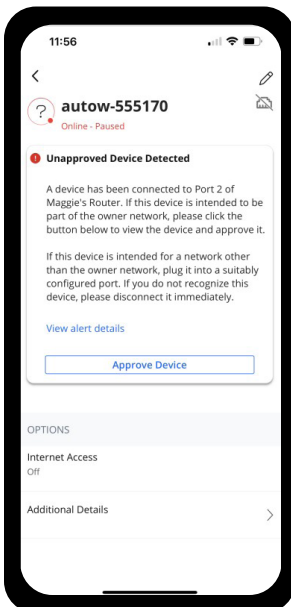 11:56
autow-555170
Online - Paused
Unapproved Device Detected
A device has been connected to Port 2 of
Maggie's Router. If this device is intended to be
part of the owner network, please click the
button below to view the device and approve it.
If this device is intended for a network other
than the owner network, plug it into a suitably
configured port. If you do not recognize this
device, please disconnect it immediately.
View alert details
Approve Device
OPTIONS
Internet Access
Off
Additional Details